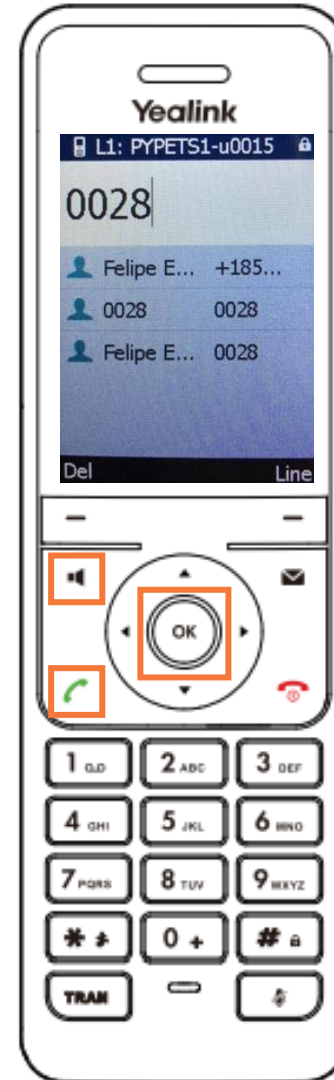 Yealink
L1: PYPETS1-u0015
0028
Felipe E... +185...
0028 0028
Felipe E... 0028
Del Line
OK
1
2 ABC 3 DEF
4 GHI 5 JKL 6 MNO
7 PQRS 8 TUV 9 WXYZ
* 0 + #
TRAN